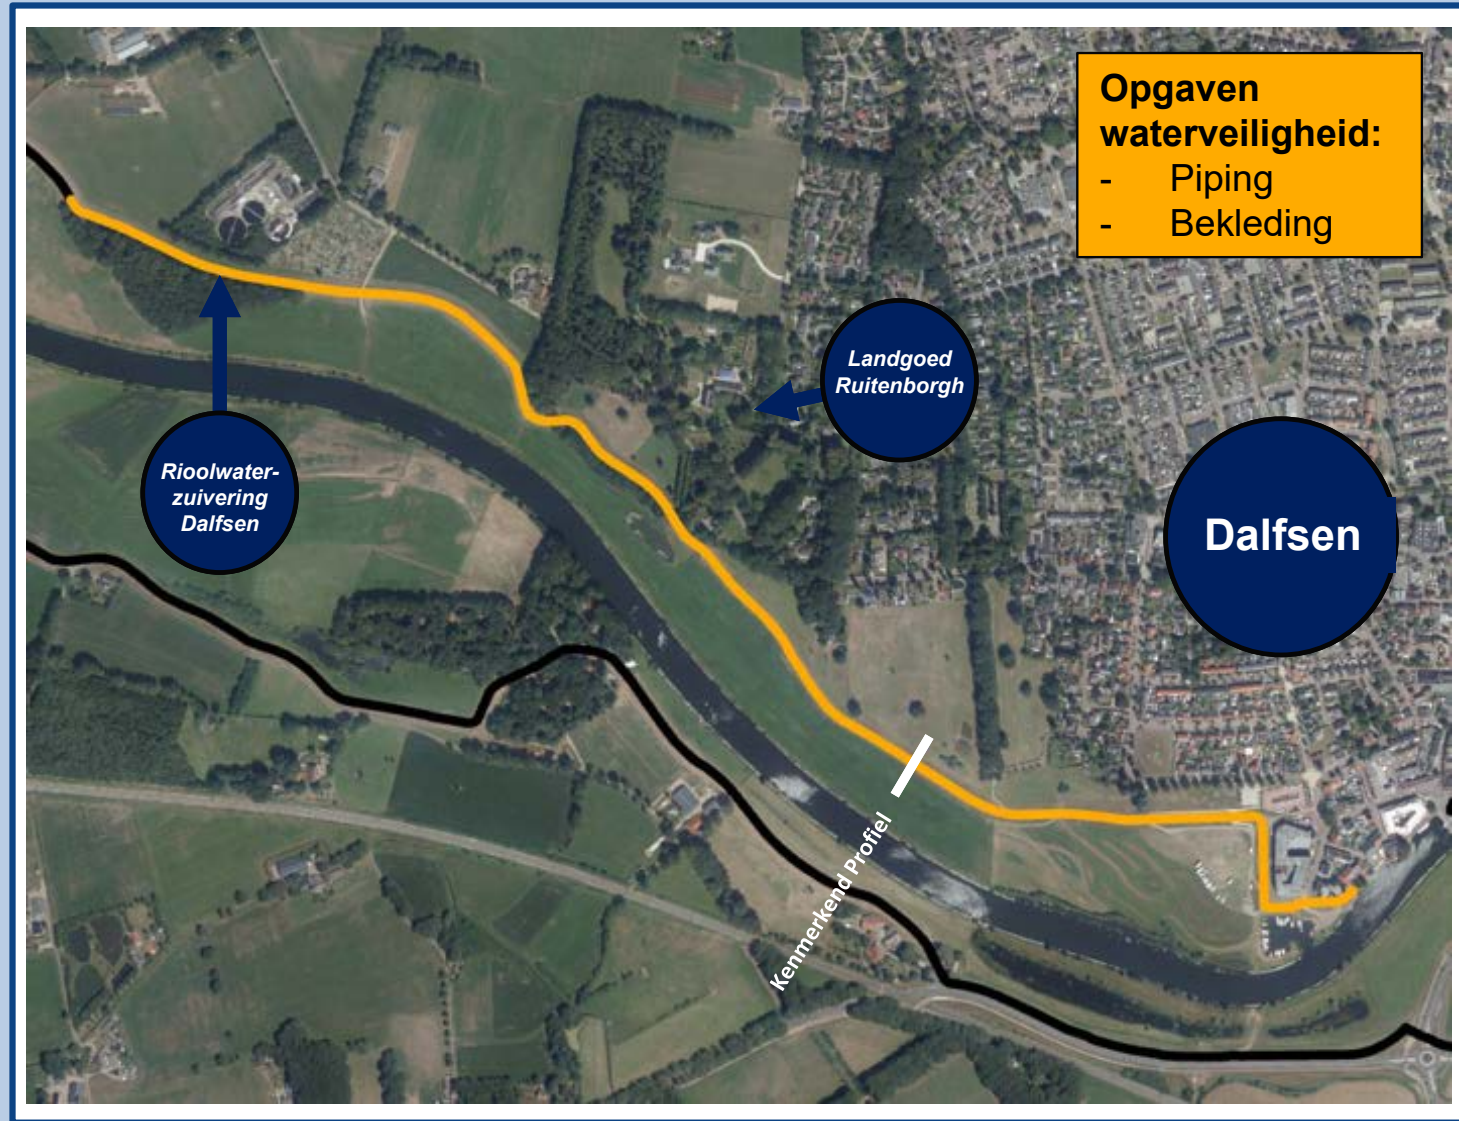 Opgaven
waterveiligheid:
- Piping
- Bekleding
Landgoed
Ruitenborgh
Rioolwater-
zuivering
Dalfsen
Dalfsen
Kenmerkend Profiel